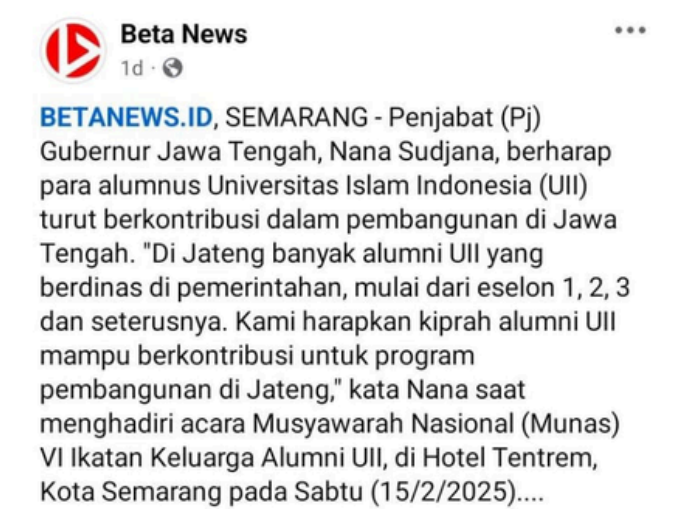 Beta News
1d ·
BETANEWS.ID, SEMARANG - Penjabat (Pj)
Gubernur Jawa Tengah, Nana Sudjana, berharap
para alumnus Universitas Islam Indonesia (UII)
turut berkontribusi dalam pembangunan di Jawa
Tengah. "Di Jateng banyak alumni UII yang
berdinas di pemerintahan, mulai dari eselon 1, 2, 3
dan seterusnya. Kami harapkan kiprah alumni UII
mampu berkontribusi untuk program
pembangunan di Jateng," kata Nana saat
menghadiri acara Musyawarah Nasional (Munas)
VI Ikatan Keluarga Alumni UII, di Hotel Tentrem,
Kota Semarang pada Sabtu (15/2/2025)....